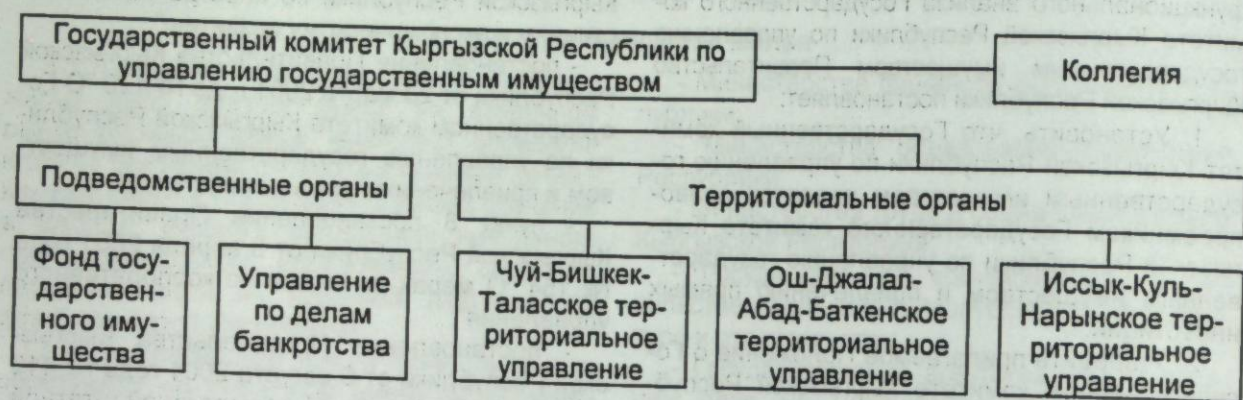 Государственный комитет Кыргызской Республики по
управлению государственным имуществом
Коллегия
Подведомственные органы
Территориальные органы
Фонд госу-
дарствен-
ного иму-
щества
Управление
по делам
банкротства
Чуй-Бишкек-
Таласское тер-
риториальное
управление
Ош-Джалал-
Абад-Баткенское
территориальное
управление
Иссык-Куль-
Нарынское тер-
риториальное
управление